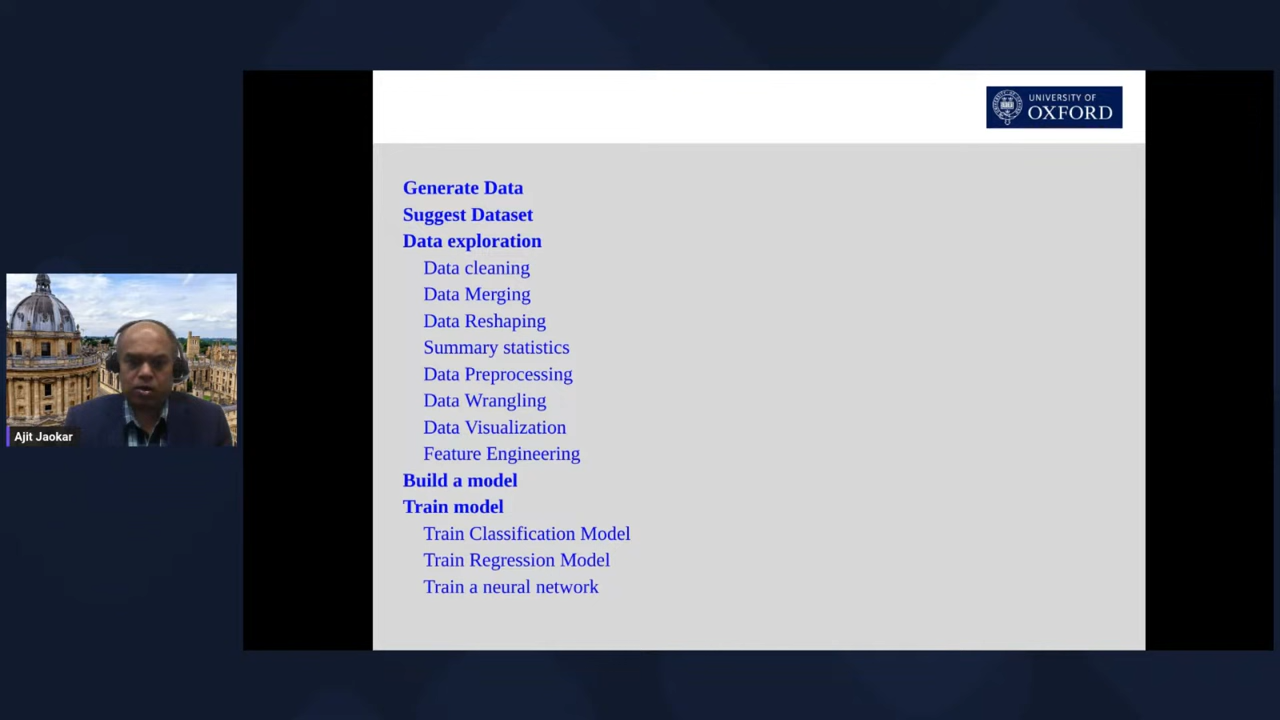 UNIVERSITY OF
OXFORD
Generate Data
Suggest Dataset
Data exploration
Data cleaning
Data Merging
Data Reshaping
Summary statistics
Data Preprocessing
Data Wrangling
Data Visualization
Feature Engineering
Build a model
Train model
Train Classification Model
Train Regression Model
Train a neural network
Ajit Jaokar